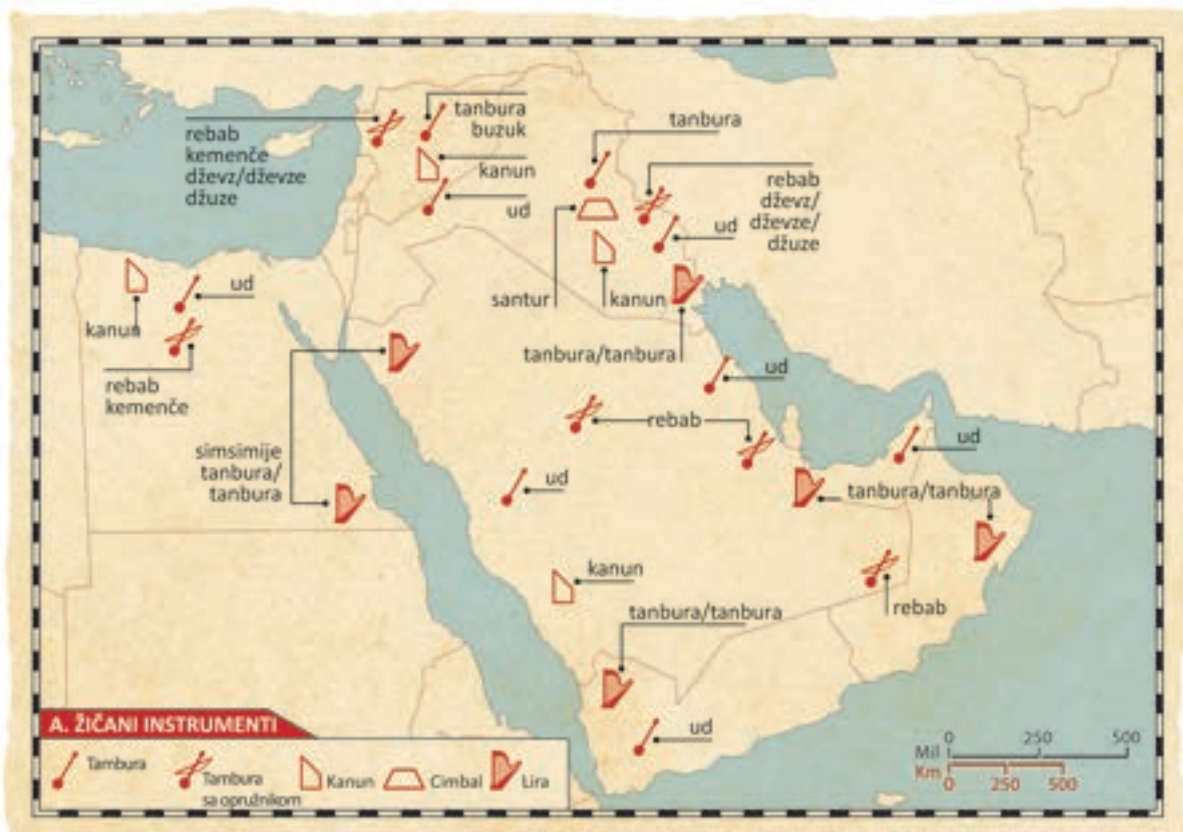 rebab
kemenče
dževz/dževze
džuze
tanbura
buzuk
kanun
ud
tanbura
rebab
dževz/
dževze/
džuze
ud
santur
kanun
tanbura/tanbura
kanun
ud
rebab
kemenče
simsimije
tanbura/
tanbura
ud
rebab
ud
ud
tanbura/tanbura
kanun
rebab
tanbura/tanbura
ud
A. ŽIČANI INSTRUMENTI
Tambura
Tambura
sa opružnikom
Kanun
Cimbal
Lira
Mil
0 250 500
Km
0 250 500